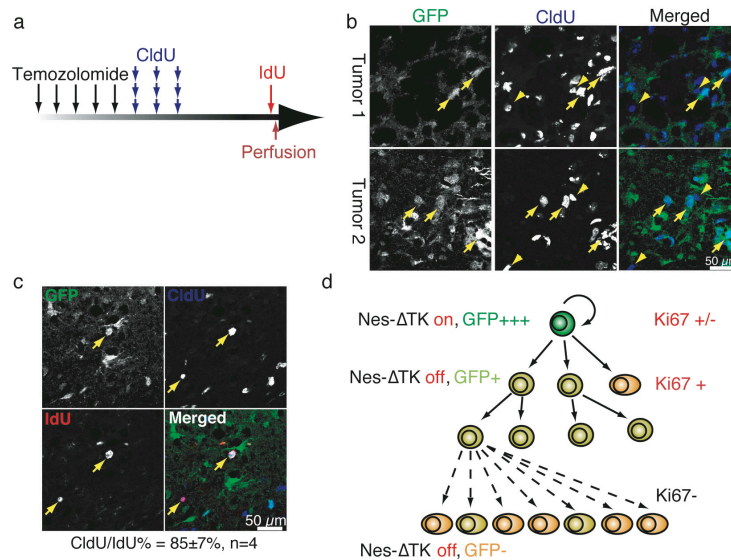 a
Temozolomide
CldU
IdU
Perfusion
b
GFP
CldU
Merged
Tumor 1
Tumor 2
50 µm
c
GFP
CldU
IdU
Merged
50 µm
CldU/IdU% = 85±7%, n=4
d
Nes-ΔTK on, GFP+++
Ki67 +/-
Nes-ΔTK off, GFP+
Ki67 +
Ki67-
Nes-ΔTK off, GFP-